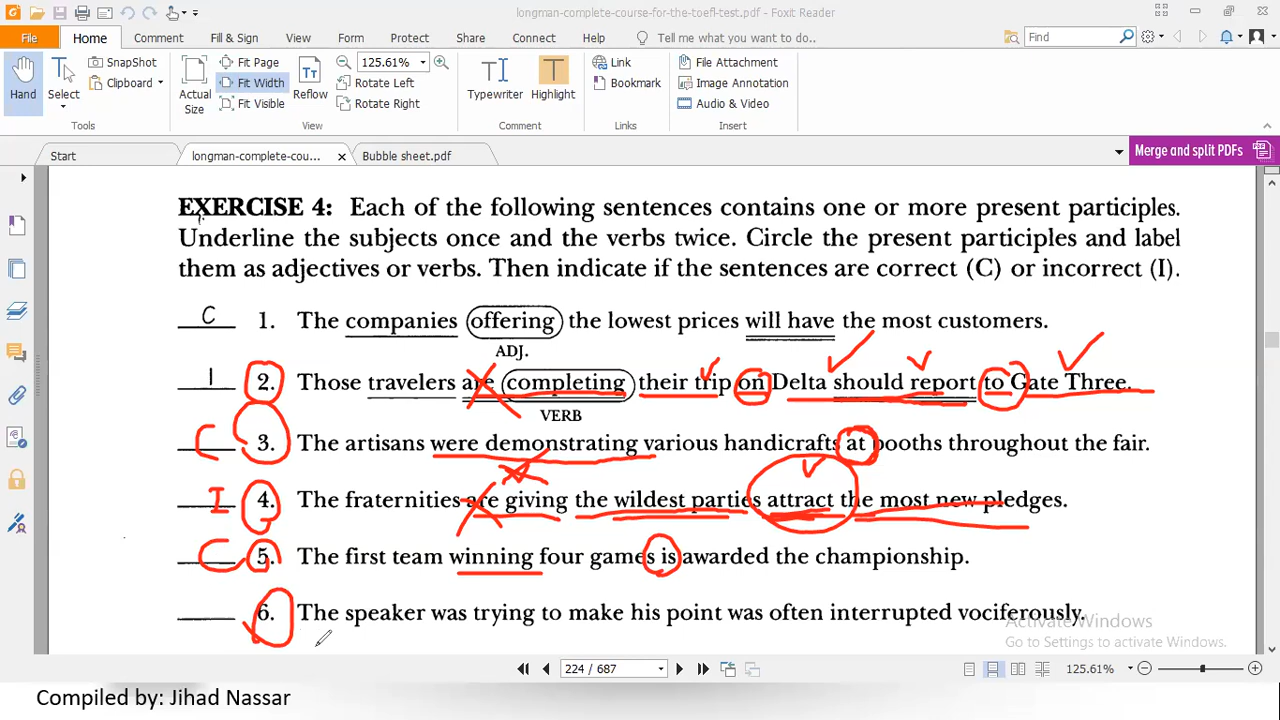 longman-complete-course-for-the-toefl-test.pdf - Foxit Reader
File Home Comment Fill & Sign View Form Protect Share Connect Help Tell me what you want to do... Find
Hand Select SnapShot Clipboard Actual Size Fit Page Fit Width Fit Visible Reflow 125.61% Rotate Left Rotate Right Typewriter Highlight Link Bookmark File Attachment Image Annotation Audio & Video
Tools View Comment Links Insert
Start longman-complete-cou... Bubble sheet.pdf Merge and split PDFs
EXERCISE 4: Each of the following sentences contains one or more present participles.
Underline the subjects once and the verbs twice. Circle the present participles and label
them as adjectives or verbs. Then indicate if the sentences are correct (C) or incorrect (I).
C 1. The companies offering the lowest prices will have the most customers.
ADJ.
I 2. Those travelers are completing their trip on Delta should report to Gate Three.
VERB
C 3. The artisans were demonstrating various handicrafts at booths throughout the fair.
I 4. The fraternities are giving the wildest parties attract the most new pledges.
C 5. The first team winning four games is awarded the championship.
6. The speaker was trying to make his point was often interrupted vociferously.
Activate Windows
Go to Settings to activate Windows.
224 / 687 125.61%
Compiled by: Jihad Nassar